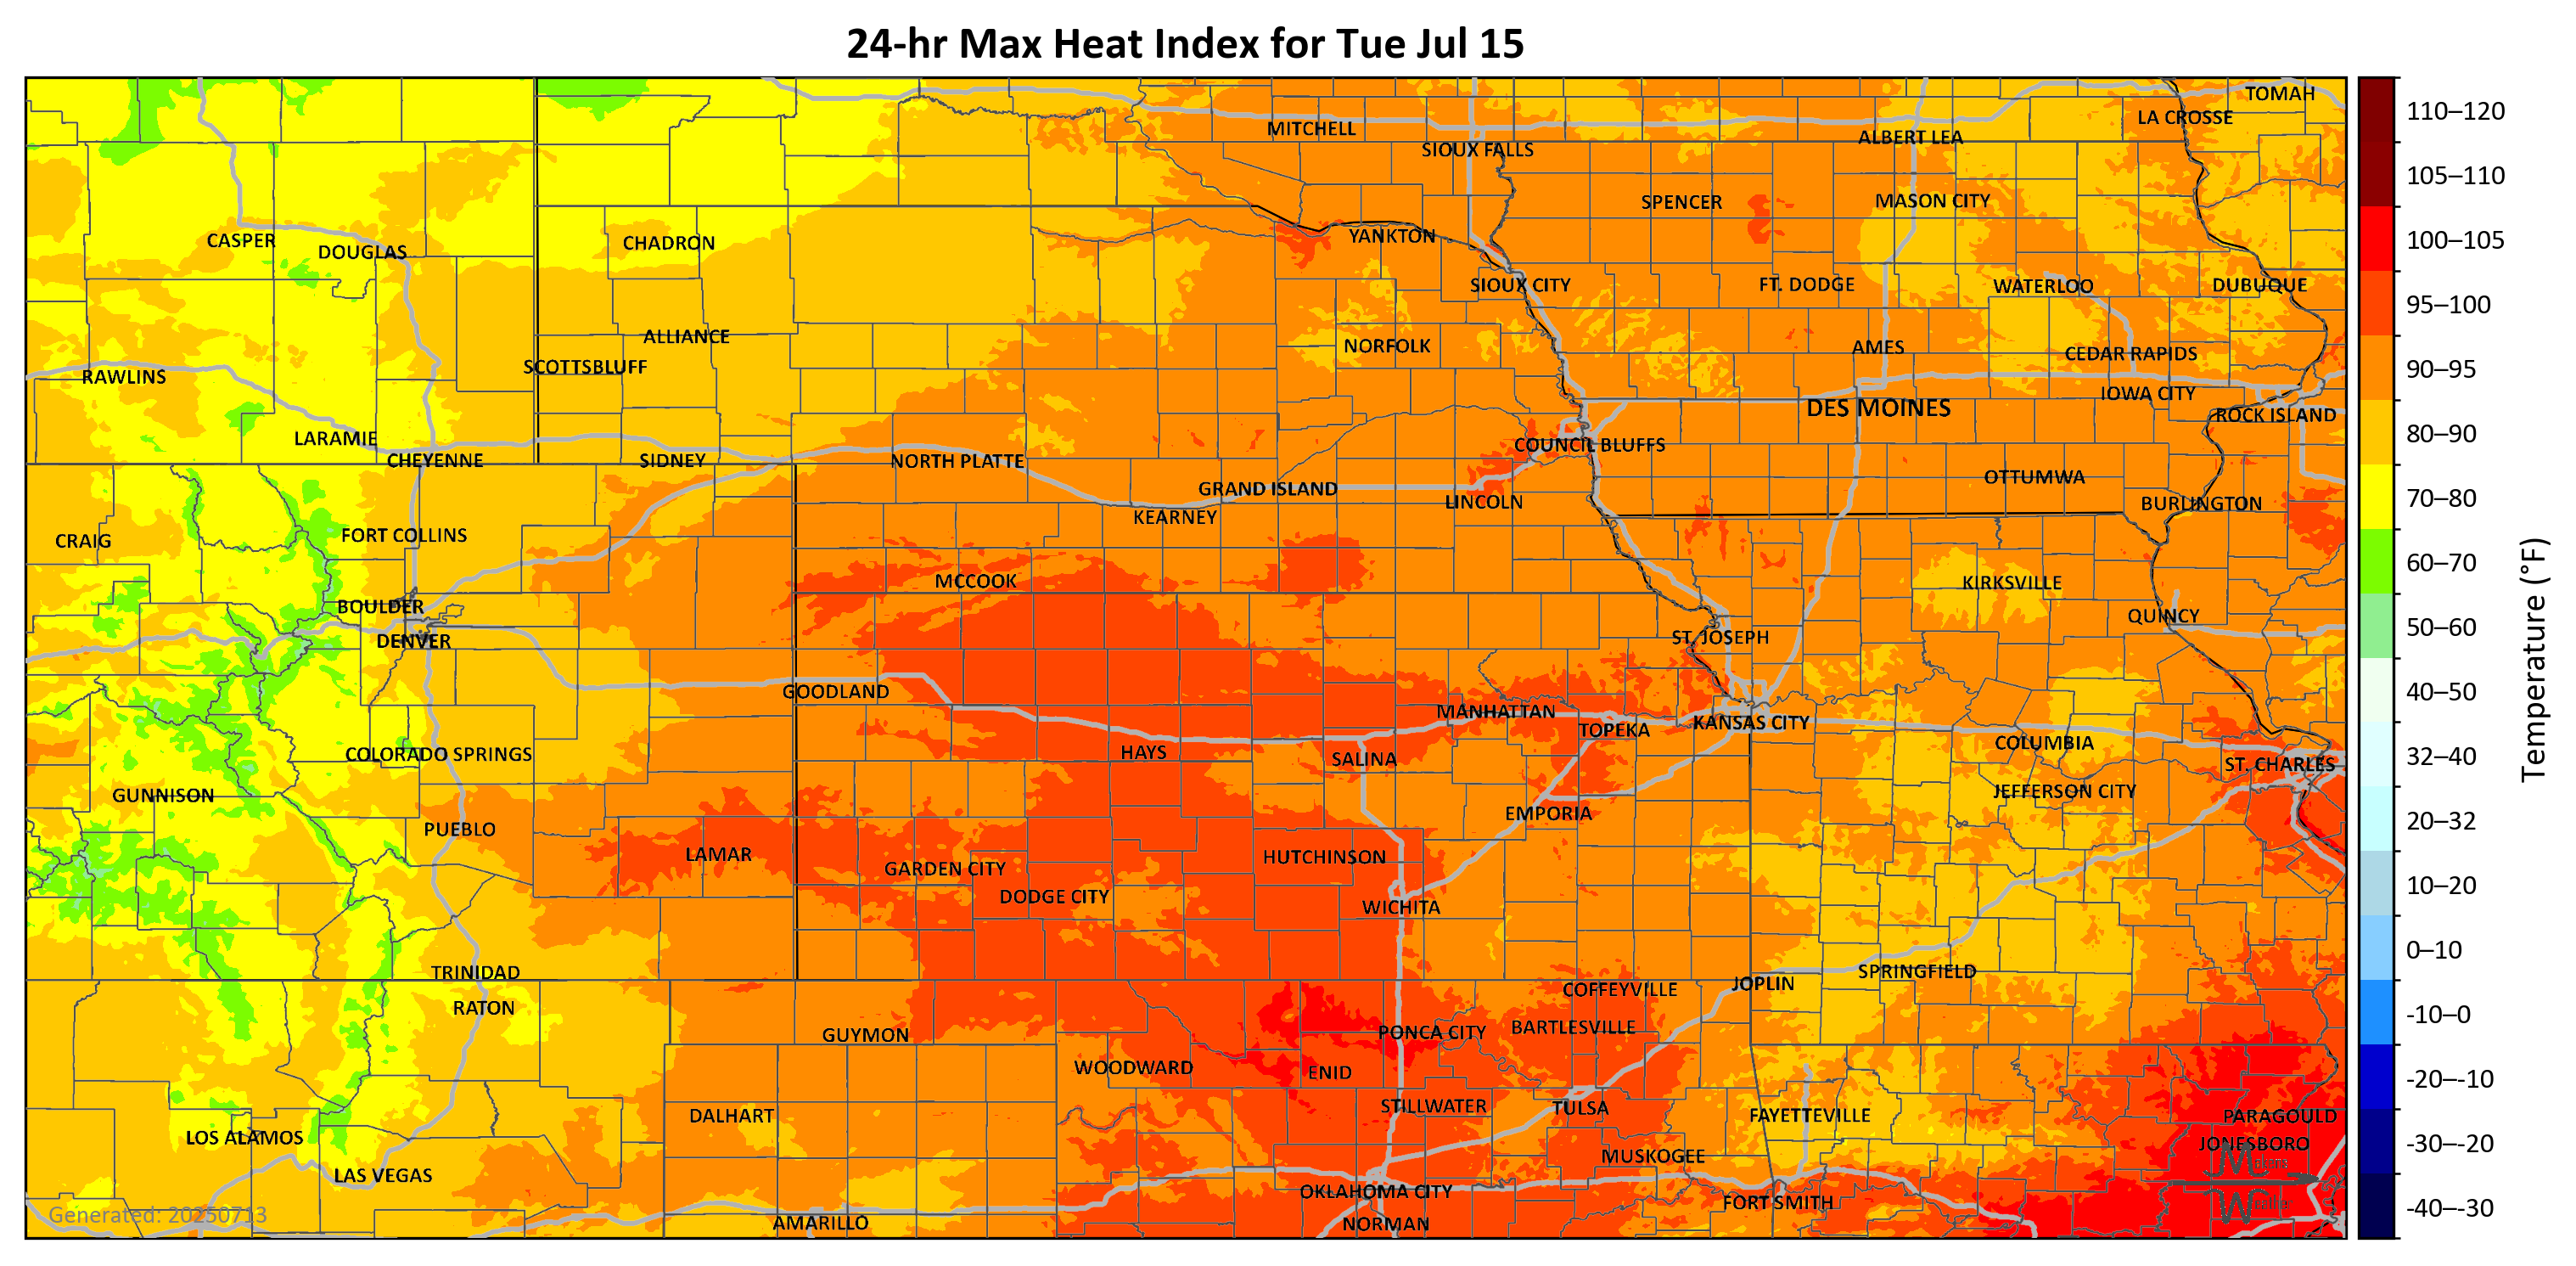 24-hr Max Heat Index for Tue Jul 15
TOMAH
LA CROSSE
MITCHELL
ALBERT LEA
SIOUX FALLS
SPENCER
MASON CITY
CASPER
DOUGLAS
CHADRON
YANKTON
SIOUX CITY
FT. DODGE
WATERLOO
DUBUQUE
ALLIANCE
NORFOLK
AMES
CEDAR RAPIDS
SCOTTSBLUFF
RAWLINS
IOWA CITY
DES MOINES
ROCK ISLAND
LARAMIE
COUNCIL BLUFFS
CHEYENNE
SIDNEY
NORTH PLATTE
OTTUMWA
GRAND ISLAND
LINCOLN
BURLINGTON
KEARNEY
CRAIG
FORT COLLINS
MCCOOK
KIRKSVILLE
BOULDER
QUINCY
DENVER
ST. JOSEPH
GOODLAND
MANHATTAN
TOPEKA
KANSAS CITY
COLUMBIA
COLORADO SPRINGS
HAYS
SALINA
ST. CHARLES
GUNNISON
JEFFERSON CITY
EMPORIA
PUEBLO
LAMAR
HUTCHINSON
GARDEN CITY
DODGE CITY
WICHITA
TRINIDAD
SPRINGFIELD
JOPLIN
COFFEYVILLE
RATON
GUYMON
PONCA CITY
BARTLESVILLE
WOODWARD
ENID
STILLWATER
TULSA
DALHART
FAYETTEVILLE
PARAGOULD
LOS ALAMOS
JONESBORO
MUSKOGEE
LAS VEGAS
OKLAHOMA CITY
FORT SMITH
AMARILLO
NORMAN
Generated: 20250713
110–120
105–110
100–105
95–100
90–95
80–90
70–80
60–70
50–60
40–50
32–40
20–32
10–20
0–10
-10–0
-20–-10
-30–-20
-40–-30
Temperature (°F)